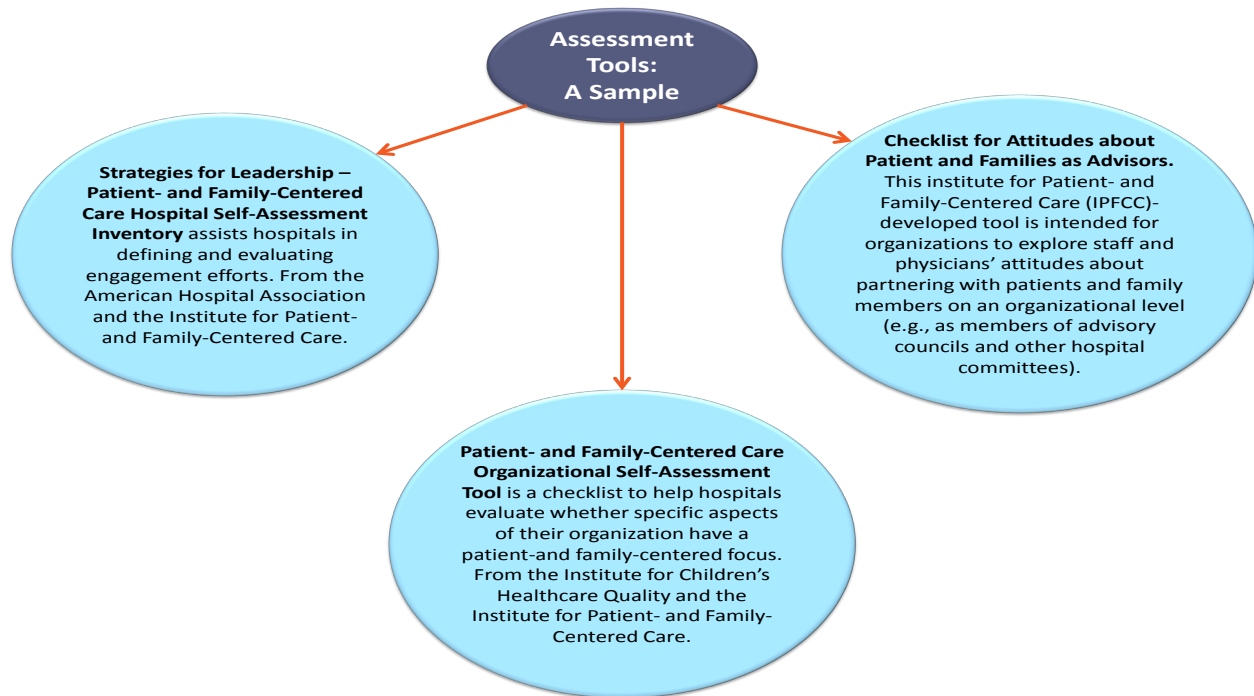 Assessment
Tools:
A Sample
Strategies for Leadership –
Patient- and Family-Centered
Care Hospital Self-Assessment
Inventory assists hospitals in
defining and evaluating
engagement efforts. From the
American Hospital Association
and the Institute for Patient-
and Family-Centered Care.
Checklist for Attitudes about
Patient and Families as Advisors.
This institute for Patient- and
Family-Centered Care (IPFCC)-
developed tool is intended for
organizations to explore staff and
physicians’ attitudes about
partnering with patients and family
members on an organizational level
(e.g., as members of advisory
councils and other hospital
committees).
Patient- and Family-Centered Care
Organizational Self-Assessment
Tool is a checklist to help hospitals
evaluate whether specific aspects
of their organization have a
patient-and family-centered focus.
From the Institute for Children’s
Healthcare Quality and the
Institute for Patient- and Family-
Centered Care.